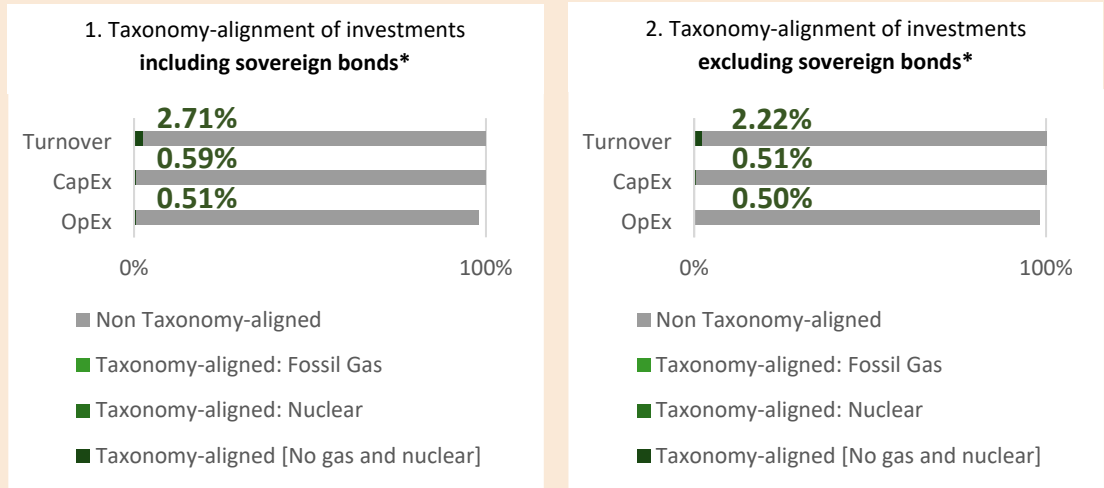 1. Taxonomy-alignment of investments
including sovereign bonds*
2.71%
Turnover
0.59%
CapEx
0.51%
OpEx
0% 100%
Non Taxonomy-aligned
Taxonomy-aligned: Fossil Gas
Taxonomy-aligned: Nuclear
Taxonomy-aligned [No gas and nuclear]
2. Taxonomy-alignment of investments
excluding sovereign bonds*
2.22%
Turnover
0.51%
CapEx
0.50%
OpEx
0% 100%
Non Taxonomy-aligned
Taxonomy-aligned: Fossil Gas
Taxonomy-aligned: Nuclear
Taxonomy-aligned [No gas and nuclear]